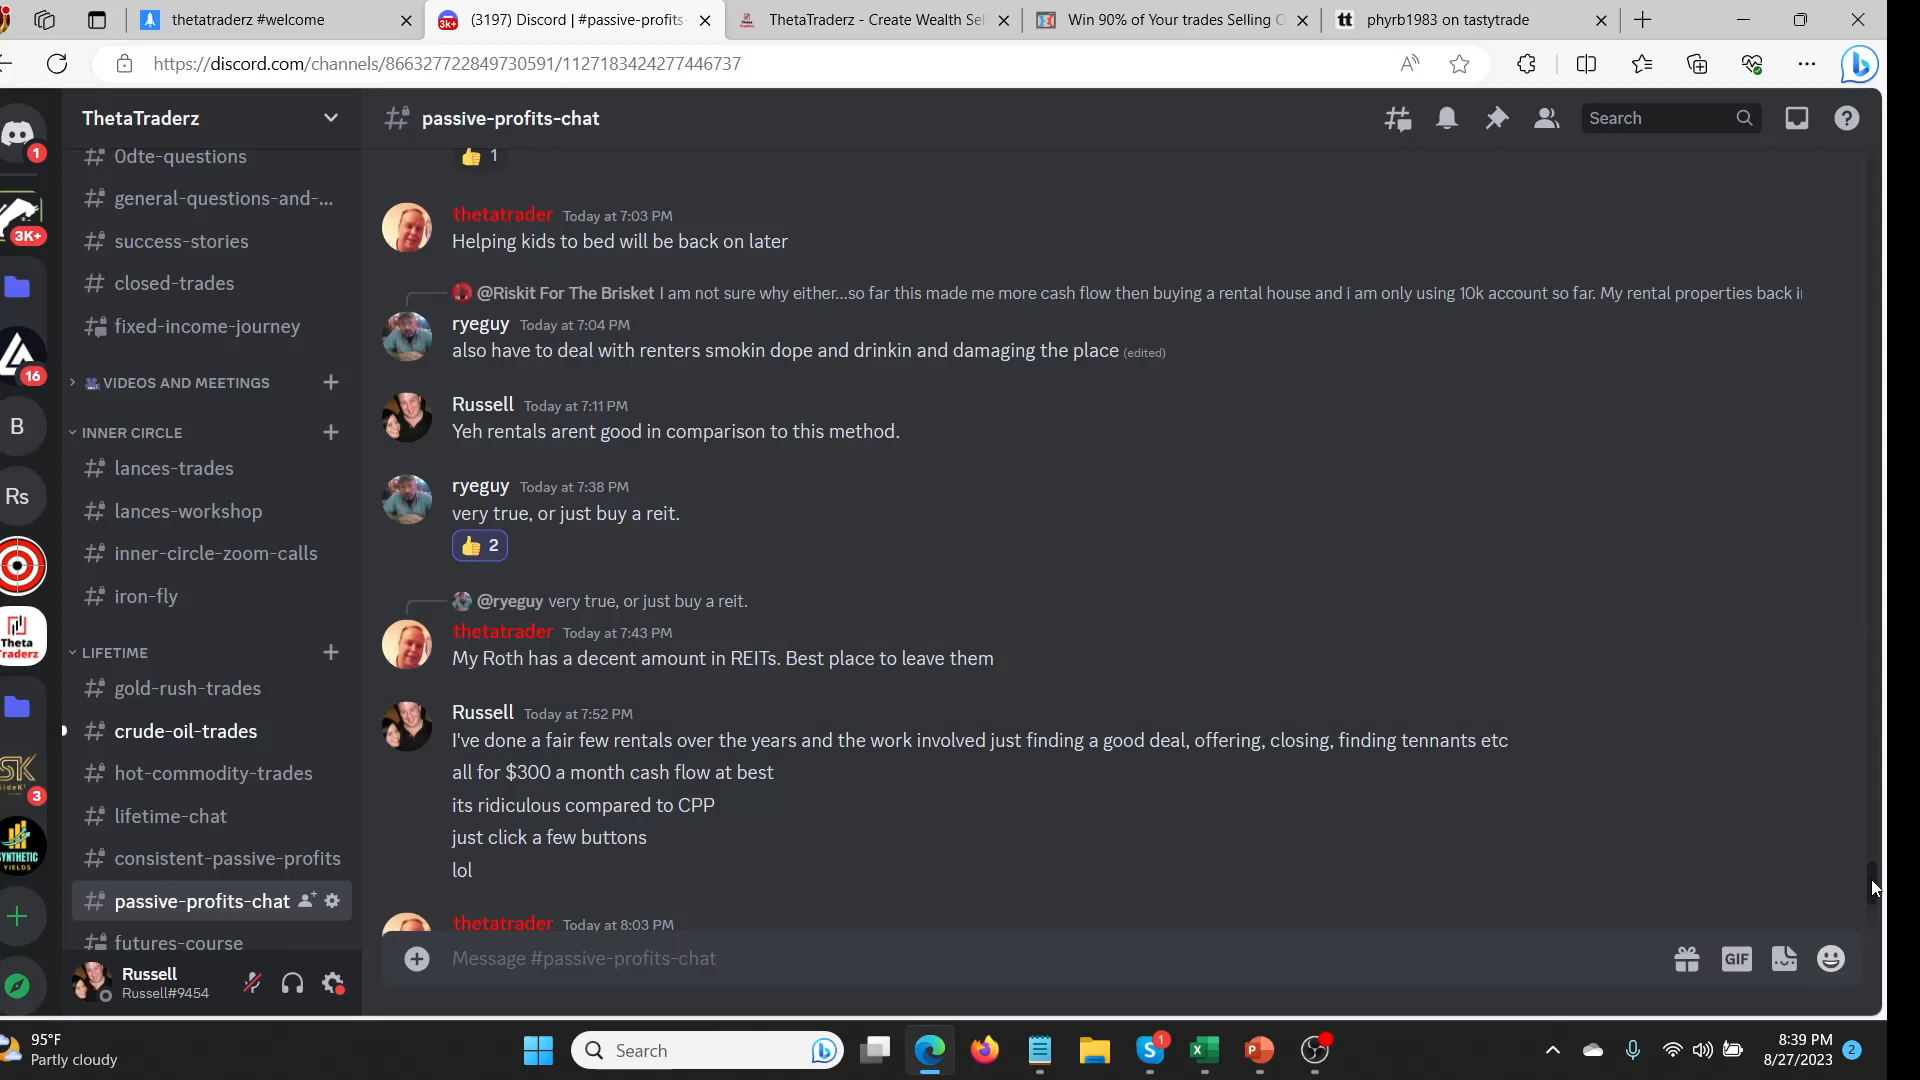 thetatraderz #welcome
(3197) Discord | #passive-profits-
ThetaTraderz - Create Wealth Sel
Win 90% of Your trades Selling O
tt phyrb1983 on tastytrade
https://discord.com/channels/866327722849730591/1127183424277446737
ThetaTraderz
passive-profits-chat
Search
0dte-questions
general-questions-and-...
success-stories
closed-trades
fixed-income-journey
VIDEOS AND MEETINGS
INNER CIRCLE
lances-trades
lances-workshop
inner-circle-zoom-calls
iron-fly
LIFETIME
gold-rush-trades
crude-oil-trades
hot-commodity-trades
lifetime-chat
consistent-passive-profits
passive-profits-chat
futures-course
Russell
Russell#9454
1
3K+
16
B
Rs
Theta
Traderz
3
SYNTHETIC
YIELDS
1
thetatrader Today at 7:03 PM
Helping kids to bed will be back on later
@Riskit For The Brisket I am not sure why either...so far this made me more cash flow then buying a rental house and i am only using 10k account so far. My rental properties back i
ryeguy Today at 7:04 PM
also have to deal with renters smokin dope and drinkin and damaging the place (edited)
Russell Today at 7:11 PM
Yeh rentals arent good in comparison to this method.
ryeguy Today at 7:38 PM
very true, or just buy a reit.
2
@ryeguy very true, or just buy a reit.
thetatrader Today at 7:43 PM
My Roth has a decent amount in REITs. Best place to leave them
Russell Today at 7:52 PM
I've done a fair few rentals over the years and the work involved just finding a good deal, offering, closing, finding tennants etc
all for $300 a month cash flow at best
its ridiculous compared to CPP
just click a few buttons
lol
thetatrader Today at 8:03 PM
Message #passive-profits-chat
GIF
95°F
Partly cloudy
Search
1
8:39 PM
8/27/2023
2